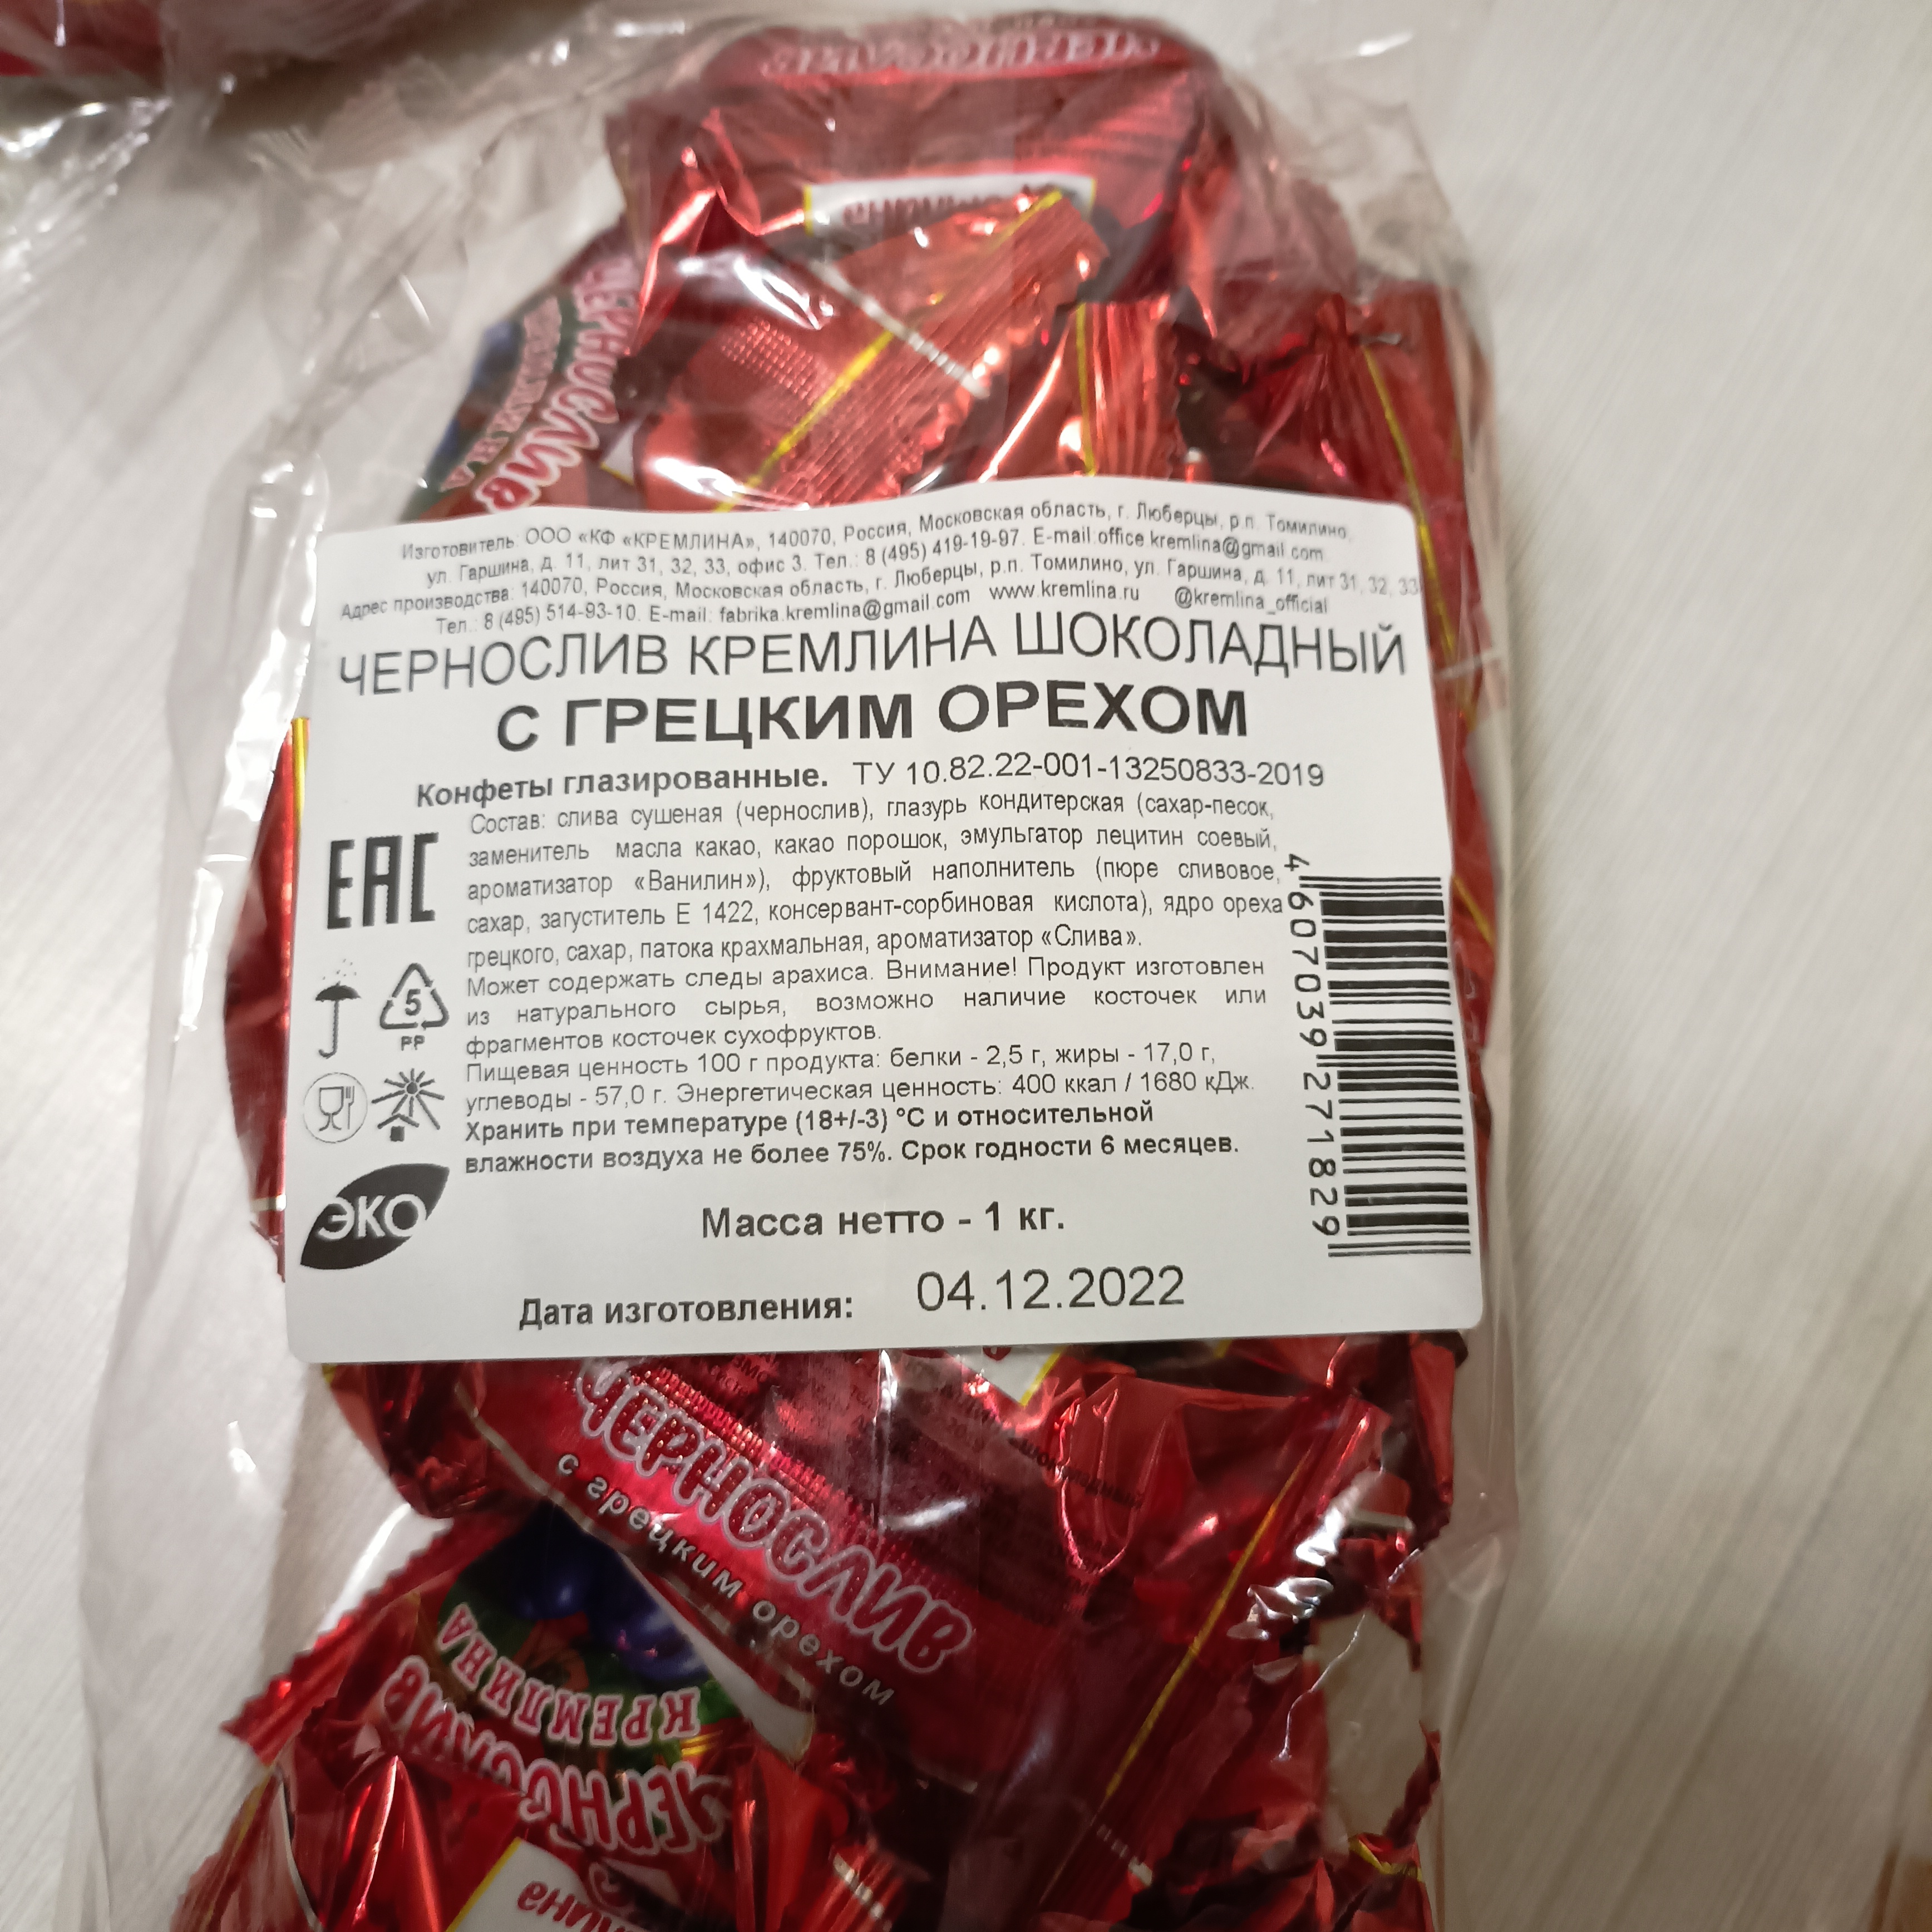 Изготовитель: ООО «КФ «КРЕМЛИНА», 140070, Россия, Московская область, г. Люберцы, р.п. Томилино,
ул. Гаршина, д. 11, лит 31, 32, 33, офис 3. Тел.: 8 (495) 419-19-97. E-mail:office.kremlina@gmail.com
Адрес производства: 140070, Россия, Московская область, г. Люберцы, р.п. Томилино, ул. Гаршина, д. 11, лит 31, 32, 33
Тел.: 8 (495) 514-93-10. E-mail: fabrika.kremlina@gmail.com www.kremlina.ru @kremlina_official
ЧЕРНОСЛИВ КРЕМЛИНА ШОКОЛАДНЫЙ
С ГРЕЦКИМ ОРЕХОМ
Конфеты глазированные. ТУ 10.82.22-001-13250833-2019
Состав: слива сушеная (чернослив), глазурь кондитерская (сахар-песок,
заменитель масла какао, какао порошок, эмульгатор лецитин соевый,
ароматизатор «Ванилин»), фруктовый наполнитель (пюре сливовое,
сахар, загуститель Е 1422, консервант-сорбиновая кислота), ядро ореха
грецкого, сахар, патока крахмальная, ароматизатор «Слива».
Может содержать следы арахиса. Внимание! Продукт изготовлен
из натурального сырья, возможно наличие косточек или
фрагментов косточек сухофруктов.
Пищевая ценность 100 г продукта: белки - 2,5 г, жиры - 17,0 г,
углеводы - 57,0 г. Энергетическая ценность: 400 ккал / 1680 кДж.
Хранить при температуре (18+/-3) °С и относительной
влажности воздуха не более 75%. Срок годности 6 месяцев.
Масса нетто - 1 кг.
Дата изготовления: 04.12.2022
ЕАС
5
PP
ЭКО
4 607039 271829
ЧЕРНОСЛИВ
ЧЕРНОСЛИВ
с грецким орехом
КРЕМЛИНА
ЧЕРНОСЛИВ